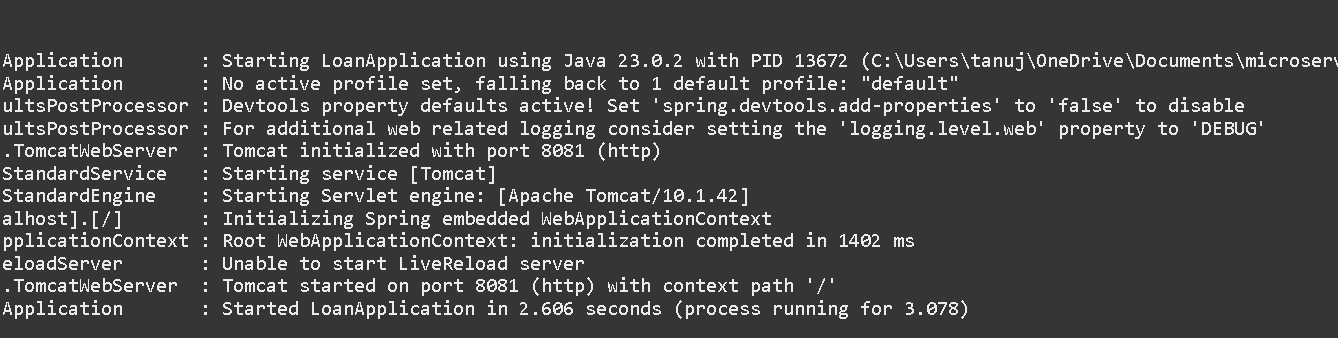 Application : Starting LoanApplication using Java 23.0.2 with PID 13672 (C:\Users\tanuj\OneDrive\Documents\microserv
Application : No active profile set, falling back to 1 default profile: "default"
ultsPostProcessor : Devtools property defaults active! Set 'spring.devtools.add-properties' to 'false' to disable
ultsPostProcessor : For additional web related logging consider setting the 'logging.level.web' property to 'DEBUG'
.TomcatWebServer : Tomcat initialized with port 8081 (http)
StandardService : Starting service [Tomcat]
StandardEngine : Starting Servlet engine: [Apache Tomcat/10.1.42]
alhost].[/] : Initializing Spring embedded WebApplicationContext
pplicationContext : Root WebApplicationContext: initialization completed in 1402 ms
eloadServer : Unable to start LiveReload server
.TomcatWebServer : Tomcat started on port 8081 (http) with context path '/'
Application : Started LoanApplication in 2.606 seconds (process running for 3.078)